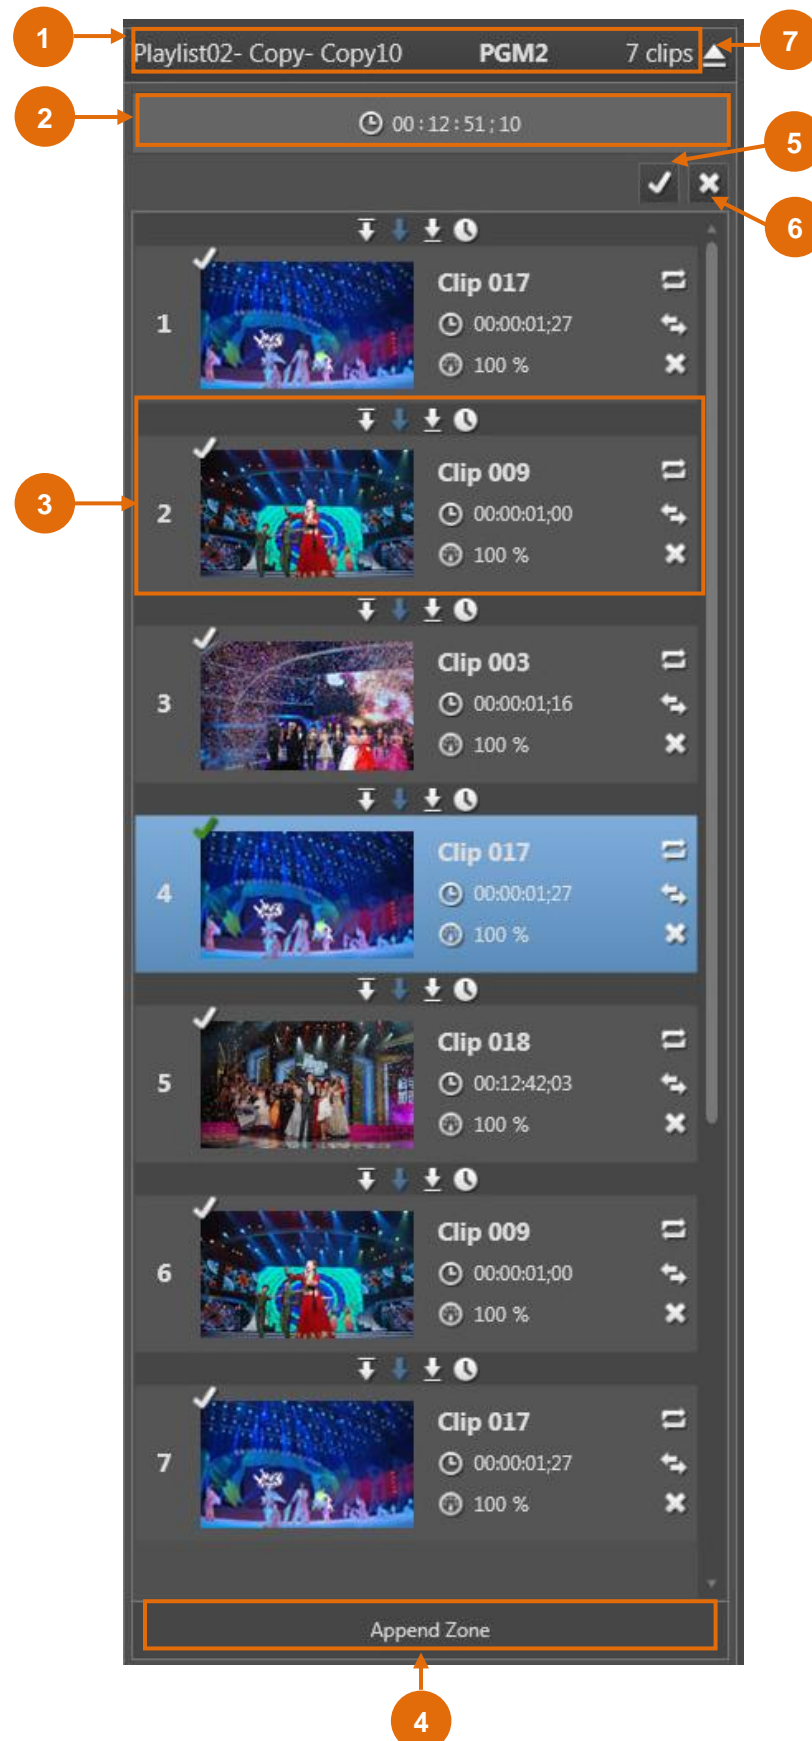 1
Playlist02- Copy- Copy10 PGM2 7 clips
7
2
00:12:51;10
5
6
Clip 017
1 00:00:01;27
100 %
Clip 009
3
2 00:00:01;00
100 %
Clip 003
3 00:00:01;16
100 %
Clip 017
4 00:00:01;27
100 %
Clip 018
5 00:12:42;03
100 %
Clip 009
6 00:00:01;00
100 %
Clip 017
7 00:00:01;27
100 %
Append Zone
4